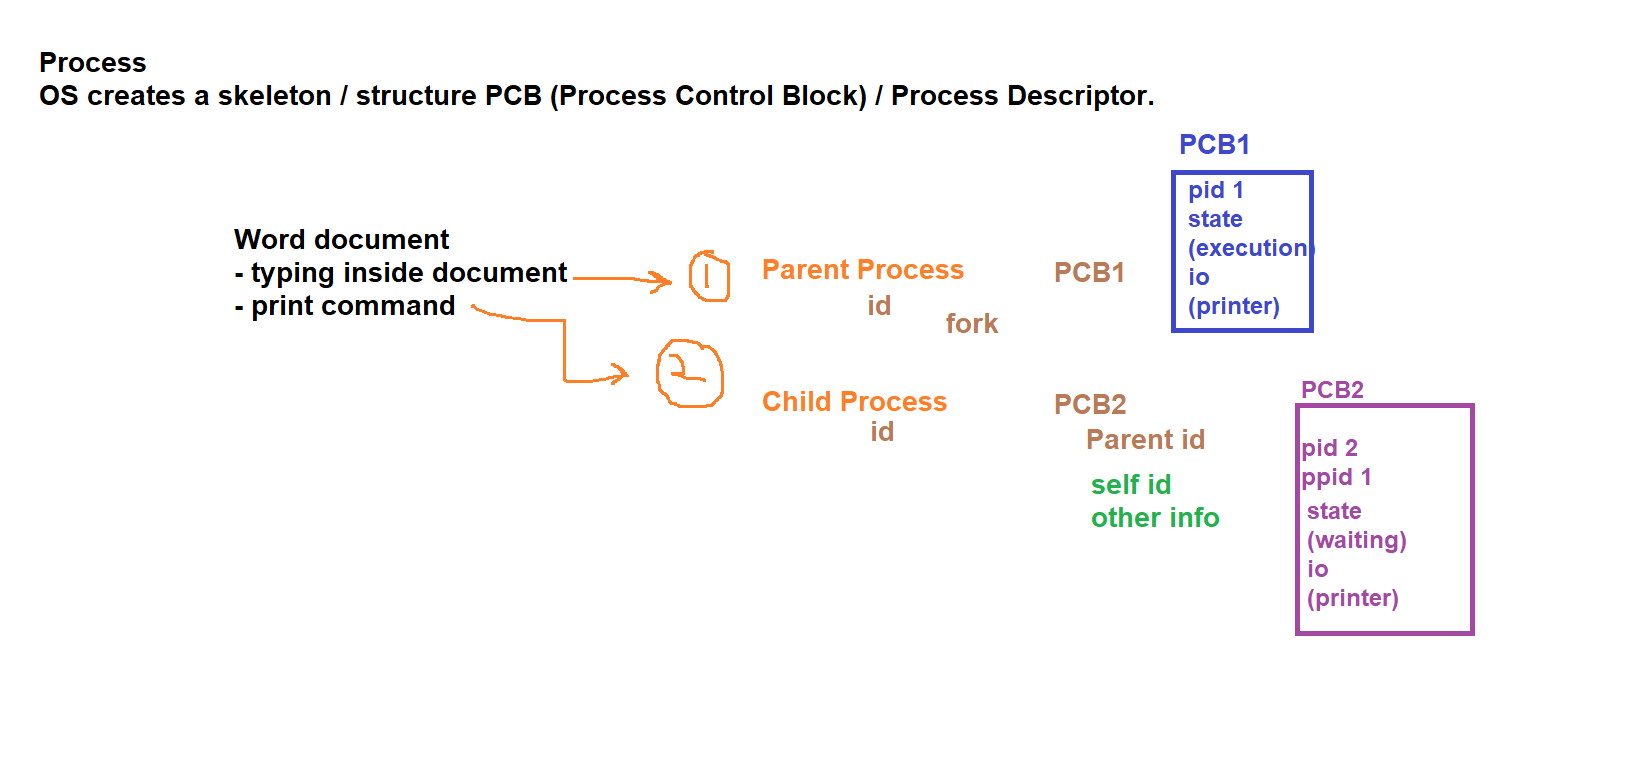 Process
OS creates a skeleton / structure PCB (Process Control Block) / Process Descriptor.
PCB1
pid 1
state
(execution)
io
(printer)
Word document
- typing inside document
- print command
1
Parent Process
id
fork
PCB1
2
Child Process
id
PCB2
Parent id
self id
other info
PCB2
pid 2
ppid 1
state
(waiting)
io
(printer)